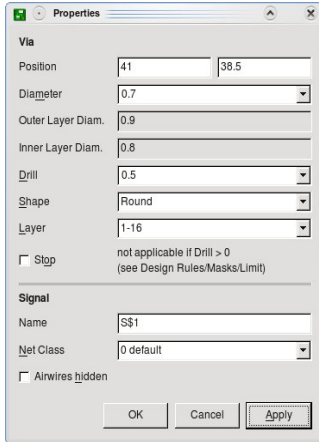 Properties
Via
Position 41 38.5
Diameter 0.7
Outer Layer Diam. 0.9
Inner Layer Diam. 0.8
Drill 0.5
Shape Round
Layer 1-16
Stop not applicable if Drill > 0
(see Design Rules/Masks/Limit)
Signal
Name S$1
Net Class 0 default
Airwires hidden
OK Cancel Apply